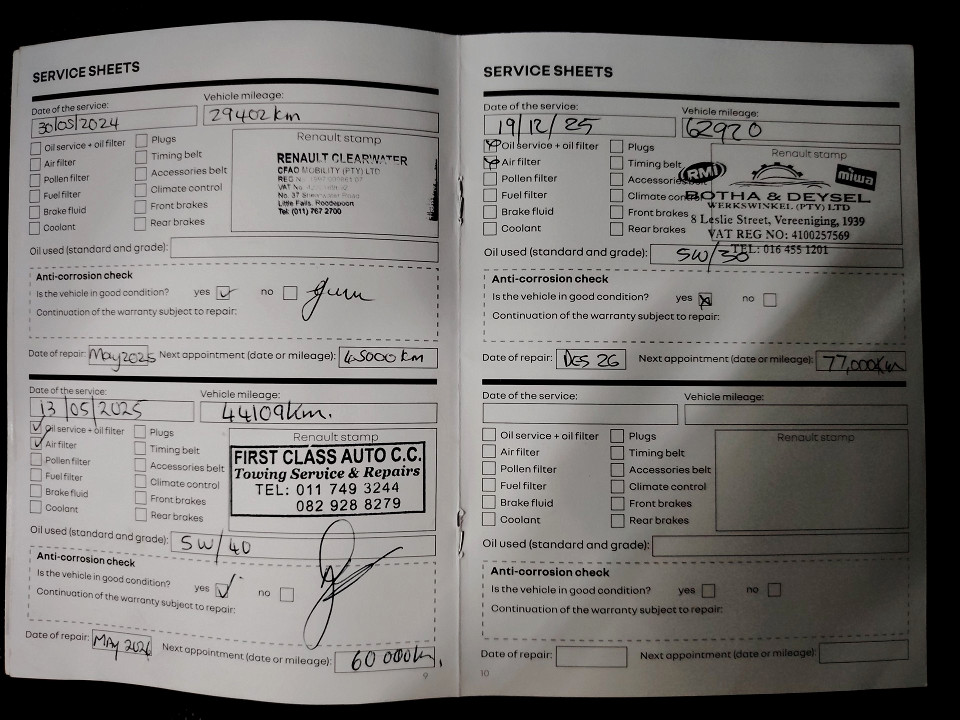 SERVICE SHEETS
Date of the service:
Vehicle mileage:
30/05/2024
29402 km
Oil service + oil filter
Air filter
Pollen filter
Fuel filter
Brake fluid
Coolant
Plugs
Timing belt
Accessories belt
Climate control
Front brakes
Rear brakes
Renault stamp
RENAULT CLEARWATER
CFAO MOBILITY (PTY) LTD
REG N
VAT No
No. 37
Little Falls, Roodepoort
Tel: (011) 767 2700
Oil used (standard and grade):
Anti-corrosion check
Is the vehicle in good condition? yes no
Continuation of the warranty subject to repair:
Date of repair: May 2025 Next appointment (date or mileage): 45000 km
Date of the service:
Vehicle mileage:
13/05/2025
44109km.
Oil service + oil filter
Air filter
Pollen filter
Fuel filter
Brake fluid
Coolant
Plugs
Timing belt
Accessories belt
Climate control
Front brakes
Rear brakes
Renault stamp
FIRST CLASS AUTO C.C.
Towing Service & Repairs
TEL: 011 749 3244
082 928 8279
Oil used (standard and grade): 5W/40
Anti-corrosion check
Is the vehicle in good condition? yes no
Continuation of the warranty subject to repair:
Date of repair: MAY 2026 Next appointment (date or mileage): 60 000km.
9
SERVICE SHEETS
Date of the service:
Vehicle mileage:
19/12/25
62920
Oil service + oil filter
Air filter
Pollen filter
Fuel filter
Brake fluid
Coolant
Plugs
Timing belt
Accessories belt
Climate control
Front brakes
Rear brakes
Renault stamp
RMI
miwa
BOTHA & DEYSEL
WERKSWINKEL (PTY) LTD
8 Leslie Street, Vereeniging, 1939
VAT REG NO: 4100257569
TEL: 016 455 1201
Oil used (standard and grade): 5W/30
Anti-corrosion check
Is the vehicle in good condition? yes no
Continuation of the warranty subject to repair:
Date of repair: DES 26 Next appointment (date or mileage): 77,000Km
Date of the service:
Vehicle mileage:
Oil service + oil filter
Air filter
Pollen filter
Fuel filter
Brake fluid
Coolant
Plugs
Timing belt
Accessories belt
Climate control
Front brakes
Rear brakes
Renault stamp
Oil used (standard and grade):
Anti-corrosion check
Is the vehicle in good condition? yes no
Continuation of the warranty subject to repair:
Date of repair: Next appointment (date or mileage):
10